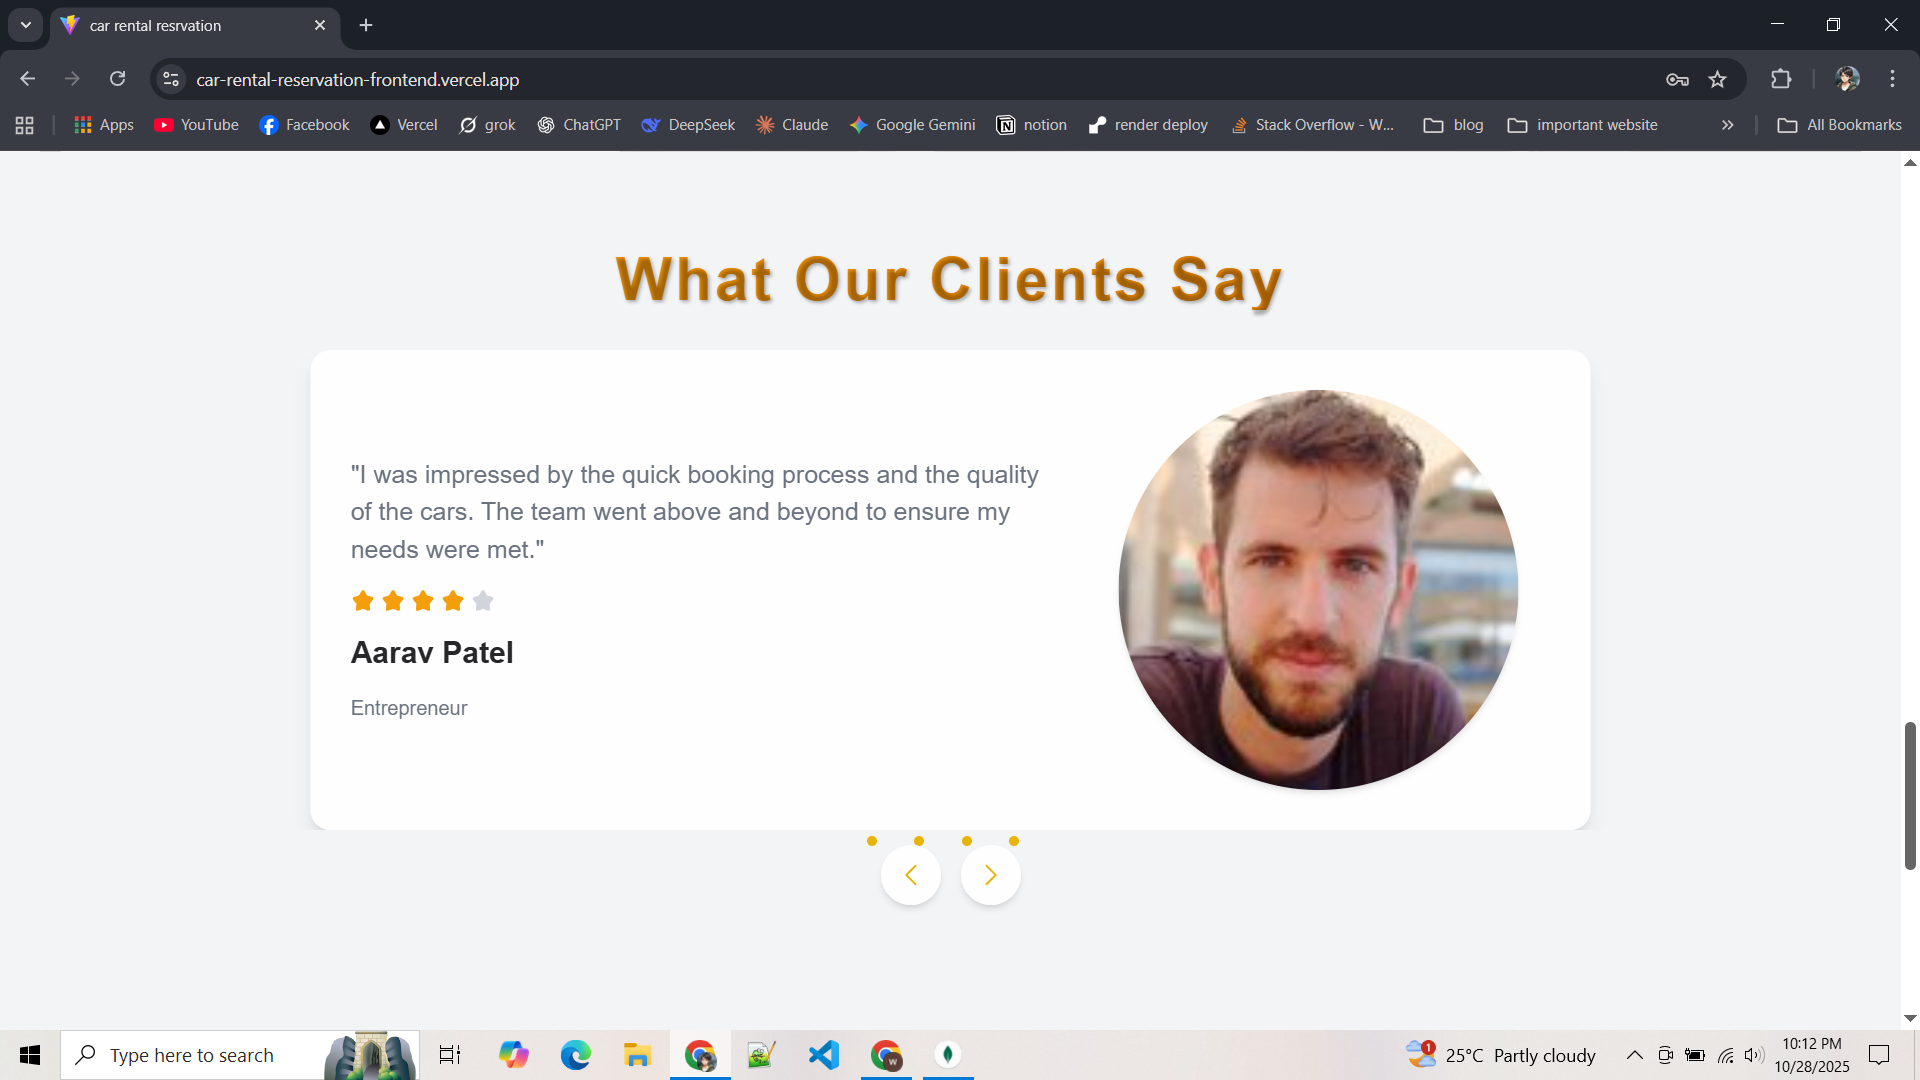 car rental resrvation
car-rental-reservation-frontend.vercel.app
Apps YouTube Facebook Vercel grok ChatGPT DeepSeek Claude Google Gemini notion render deploy Stack Overflow - W... blog important website All Bookmarks
What Our Clients Say
"I was impressed by the quick booking process and the quality
of the cars. The team went above and beyond to ensure my
needs were met."
Aarav Patel
Entrepreneur
Type here to search
1
25°C Partly cloudy
10:12 PM
10/28/2025